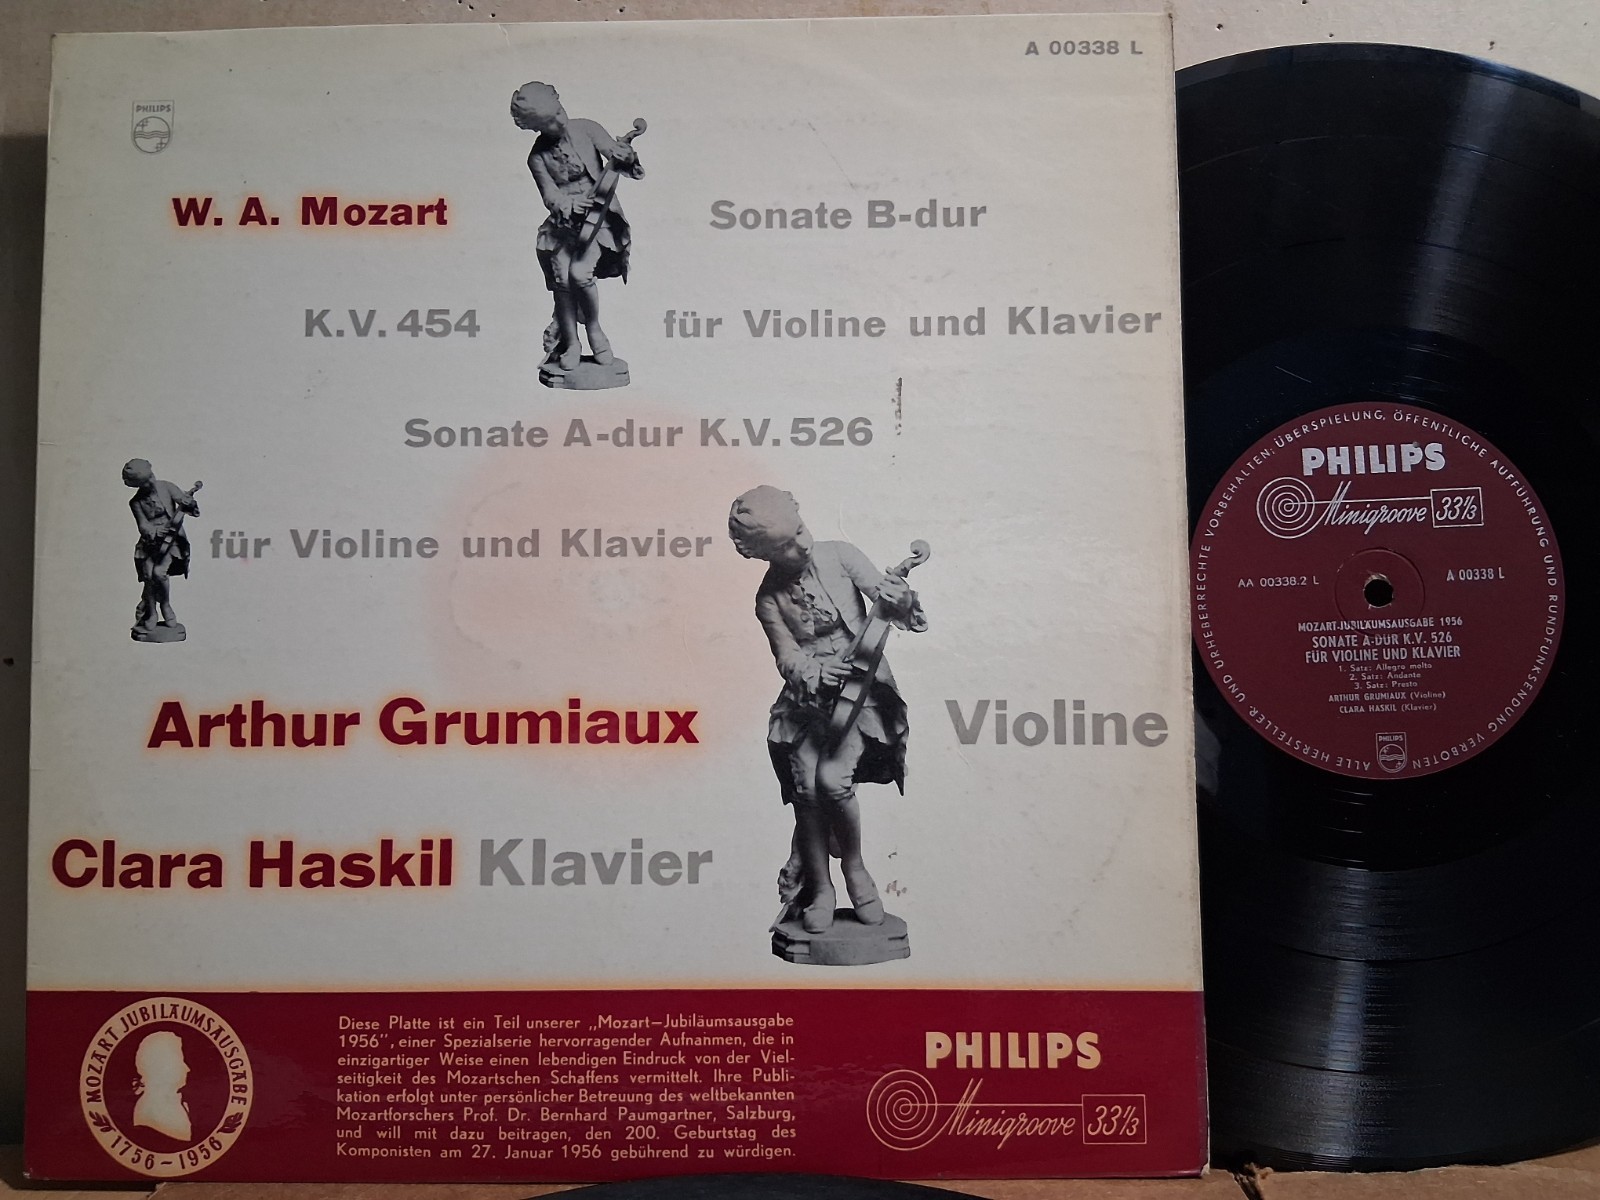 A 00338 L
PHILIPS
W. A. Mozart
Sonate B-dur
K.V. 454
für Violine und Klavier
Sonate A-dur K.V. 526
für Violine und Klavier
Arthur Grumiaux
Violine
Clara Haskil Klavier
MOZART JUBILÄUMSAUSGABE
1756–1956
Diese Platte ist ein Teil unserer „Mozart—Jubiläumsausgabe
1956", einer Spezialserie hervorragender Aufnahmen, die in
einzigartiger Weise einen lebendigen Eindruck von der Viel-
seitigkeit des Mozartschen Schaffens vermittelt. Ihre Publi-
kation erfolgt unter persönlicher Betreuung des weltbekannten
Mozartforschers Prof. Dr. Bernhard Paumgartner, Salzburg,
und will mit dazu beitragen, den 200. Geburtstag des
Komponisten am 27. Januar 1956 gebührend zu würdigen.
PHILIPS
Minigroove 33⅓
ALLE HERSTELLER- UND URHEBERRECHTE VORBEHALTEN; ÜBERSPIELUNG, ÖFFENTLICHE AUFFÜHRUNG UND RUNDFUNKSENDUNG VERBOTEN
PHILIPS
Minigroove 33⅓
AA 00338.2 L
A 00338 L
MOZART-JUBILÄUMSAUSGABE 1956
SONATE A-DUR K.V. 526
FÜR VIOLINE UND KLAVIER
1. Satz: Allegro molto
2. Satz: Andante
3. Satz: Presto
ARTHUR GRUMIAUX (Violine)
CLARA HASKIL (Klavier)
PHILIPS